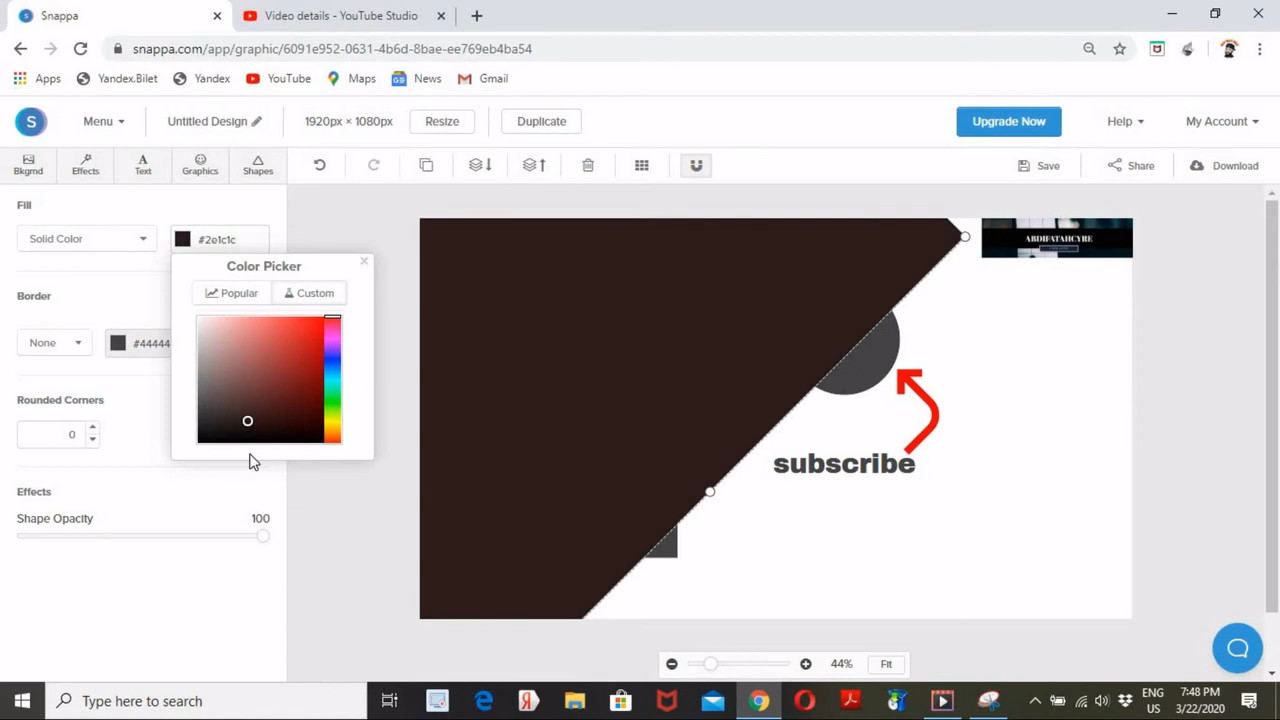 Snappa
Video details - YouTube Studio
snappa.com/app/graphic/6091e952-0631-4b6d-8bae-ee769eb4ba54
Apps
Yandex.Bilet
Yandex
YouTube
Maps
News
Gmail
S
Menu
Untitled Design
1920px × 1080px
Resize
Duplicate
Upgrade Now
Help
My Account
Bkgrnd
Effects
Text
Graphics
Shapes
Save
Share
Download
Fill
Solid Color
#2e1c1c
Color Picker
Popular
Custom
Border
None
#44444
Rounded Corners
0
Effects
Shape Opacity
100
ABDIFATAHCYRE
subscribe
44%
Fit
Type here to search
ENG
US
7:48 PM
3/22/2020